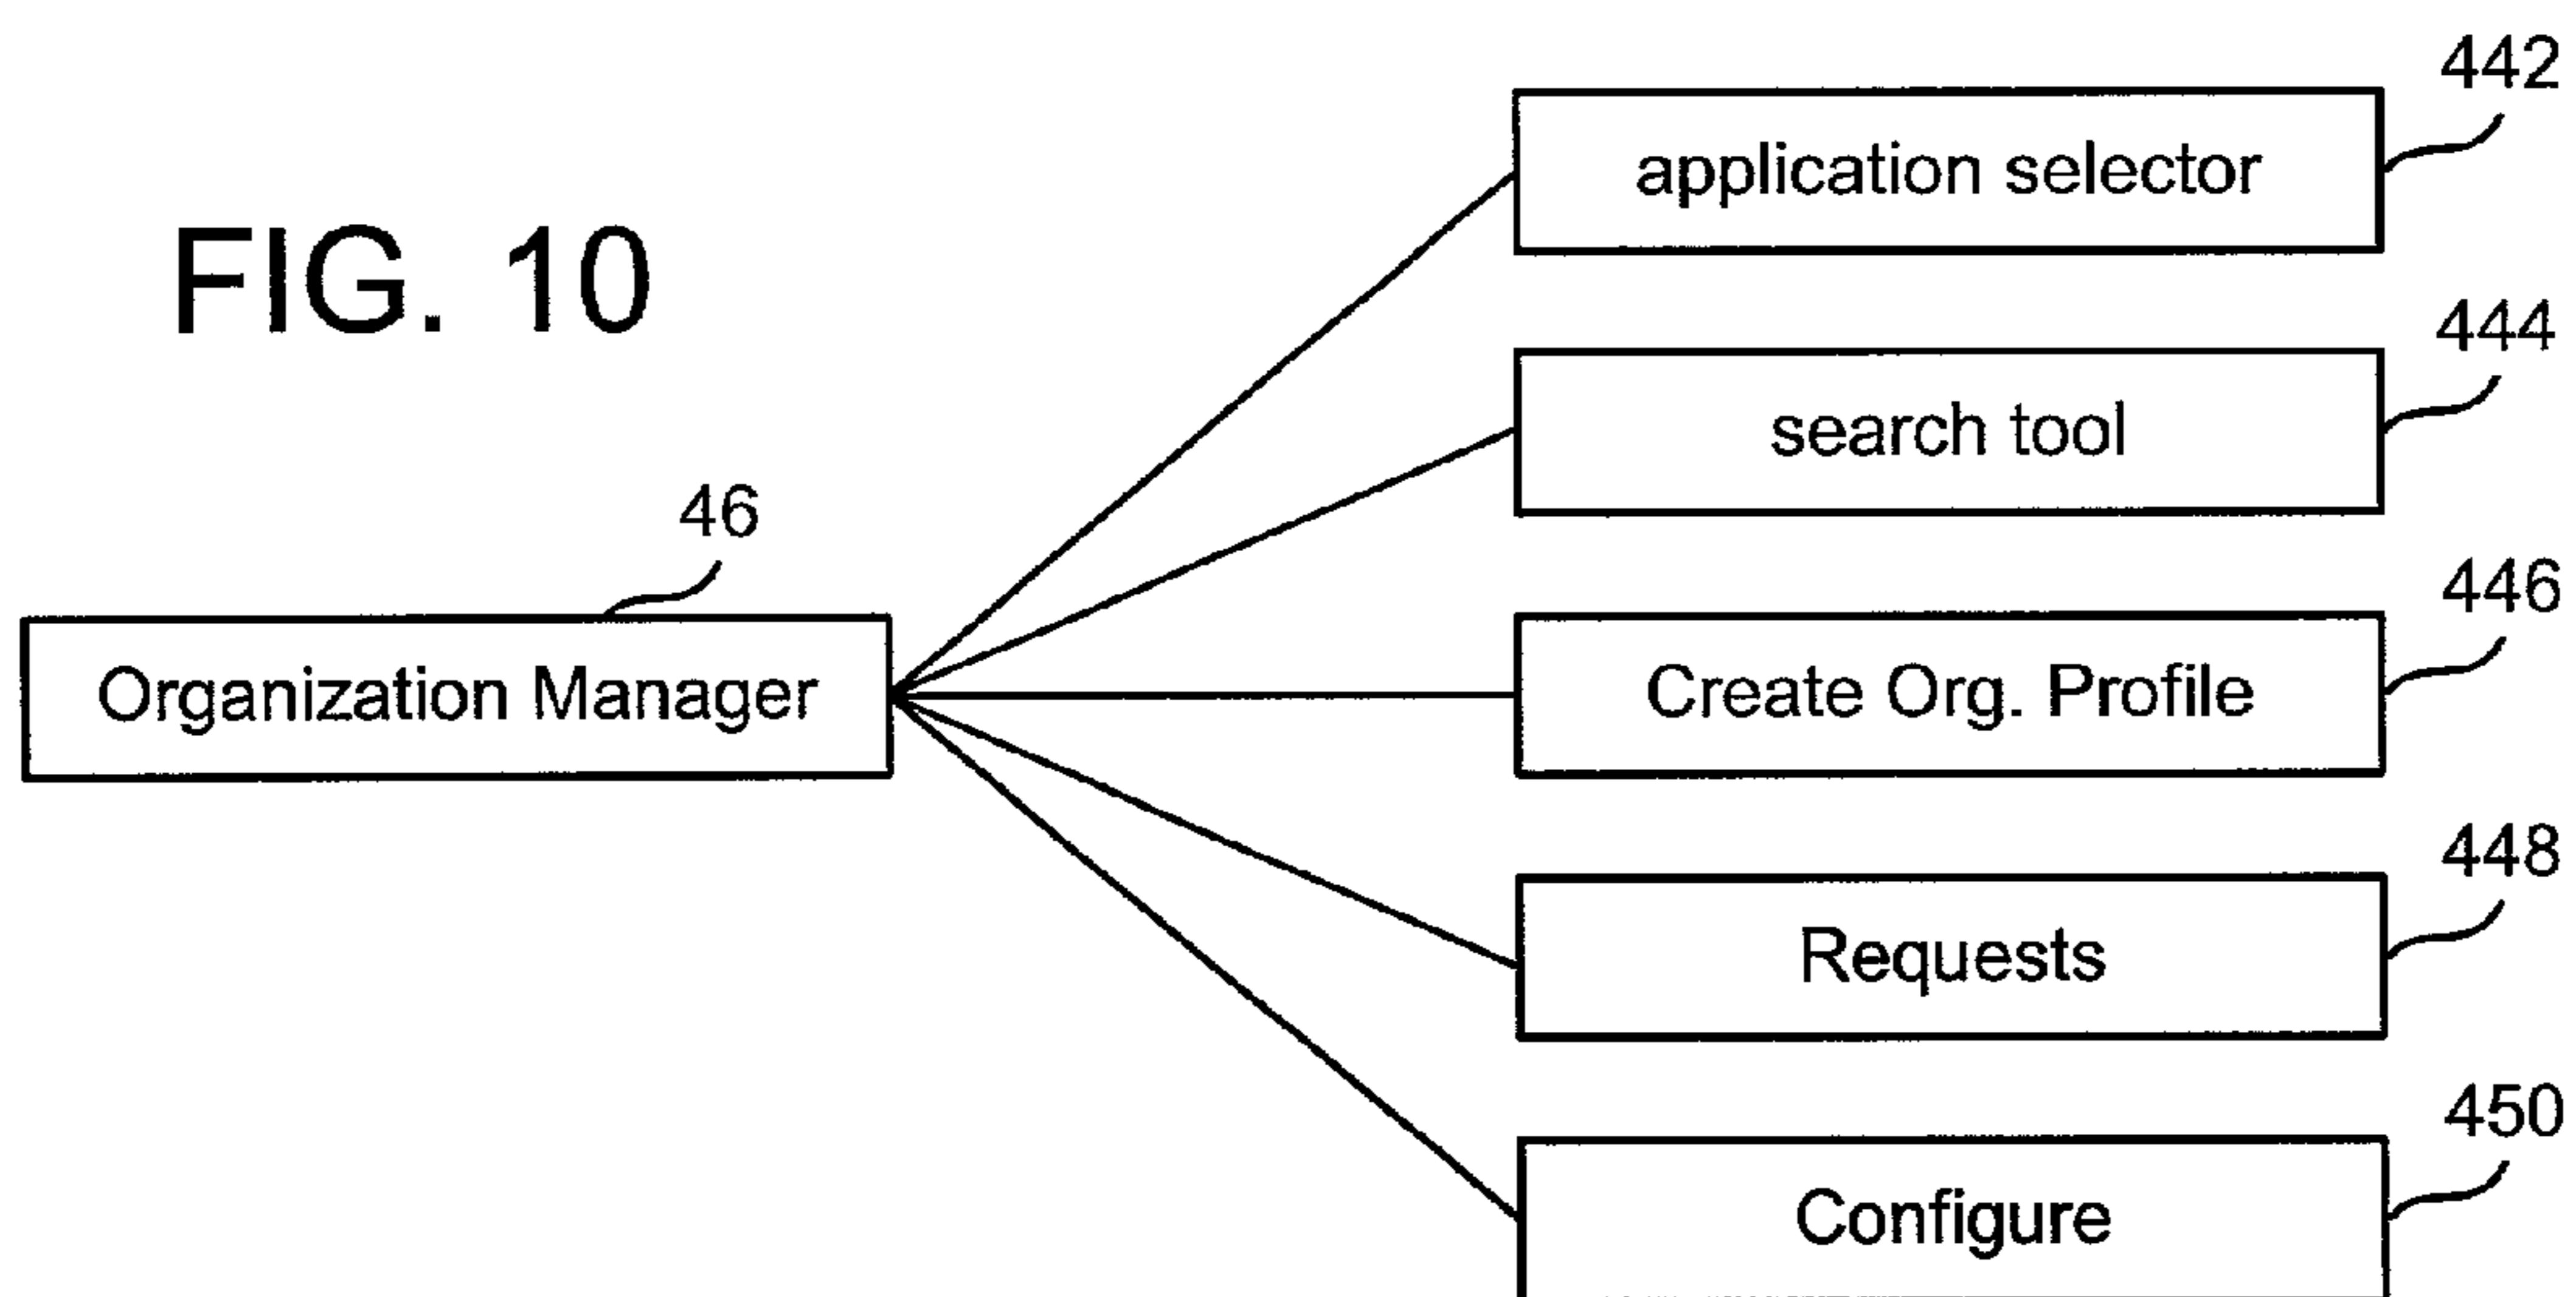 FIG. 10
442
application selector
444
search tool
46
Organization Manager
446
Create Org. Profile
448
Requests
450
Configure